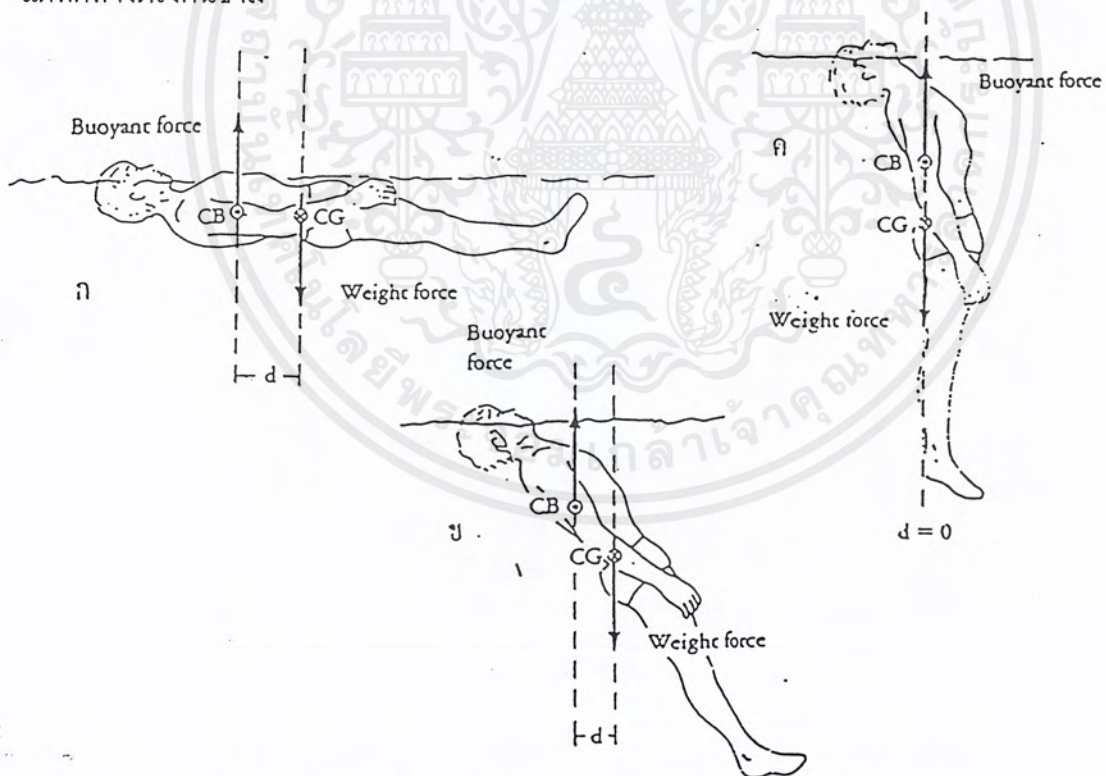 Buoyant force
CB
CG
ก
Weight force
d
Buoyant force
ค
CB
CG
Weight force
d = 0
Buoyant
force
CB
ข
CG
Weight force
d